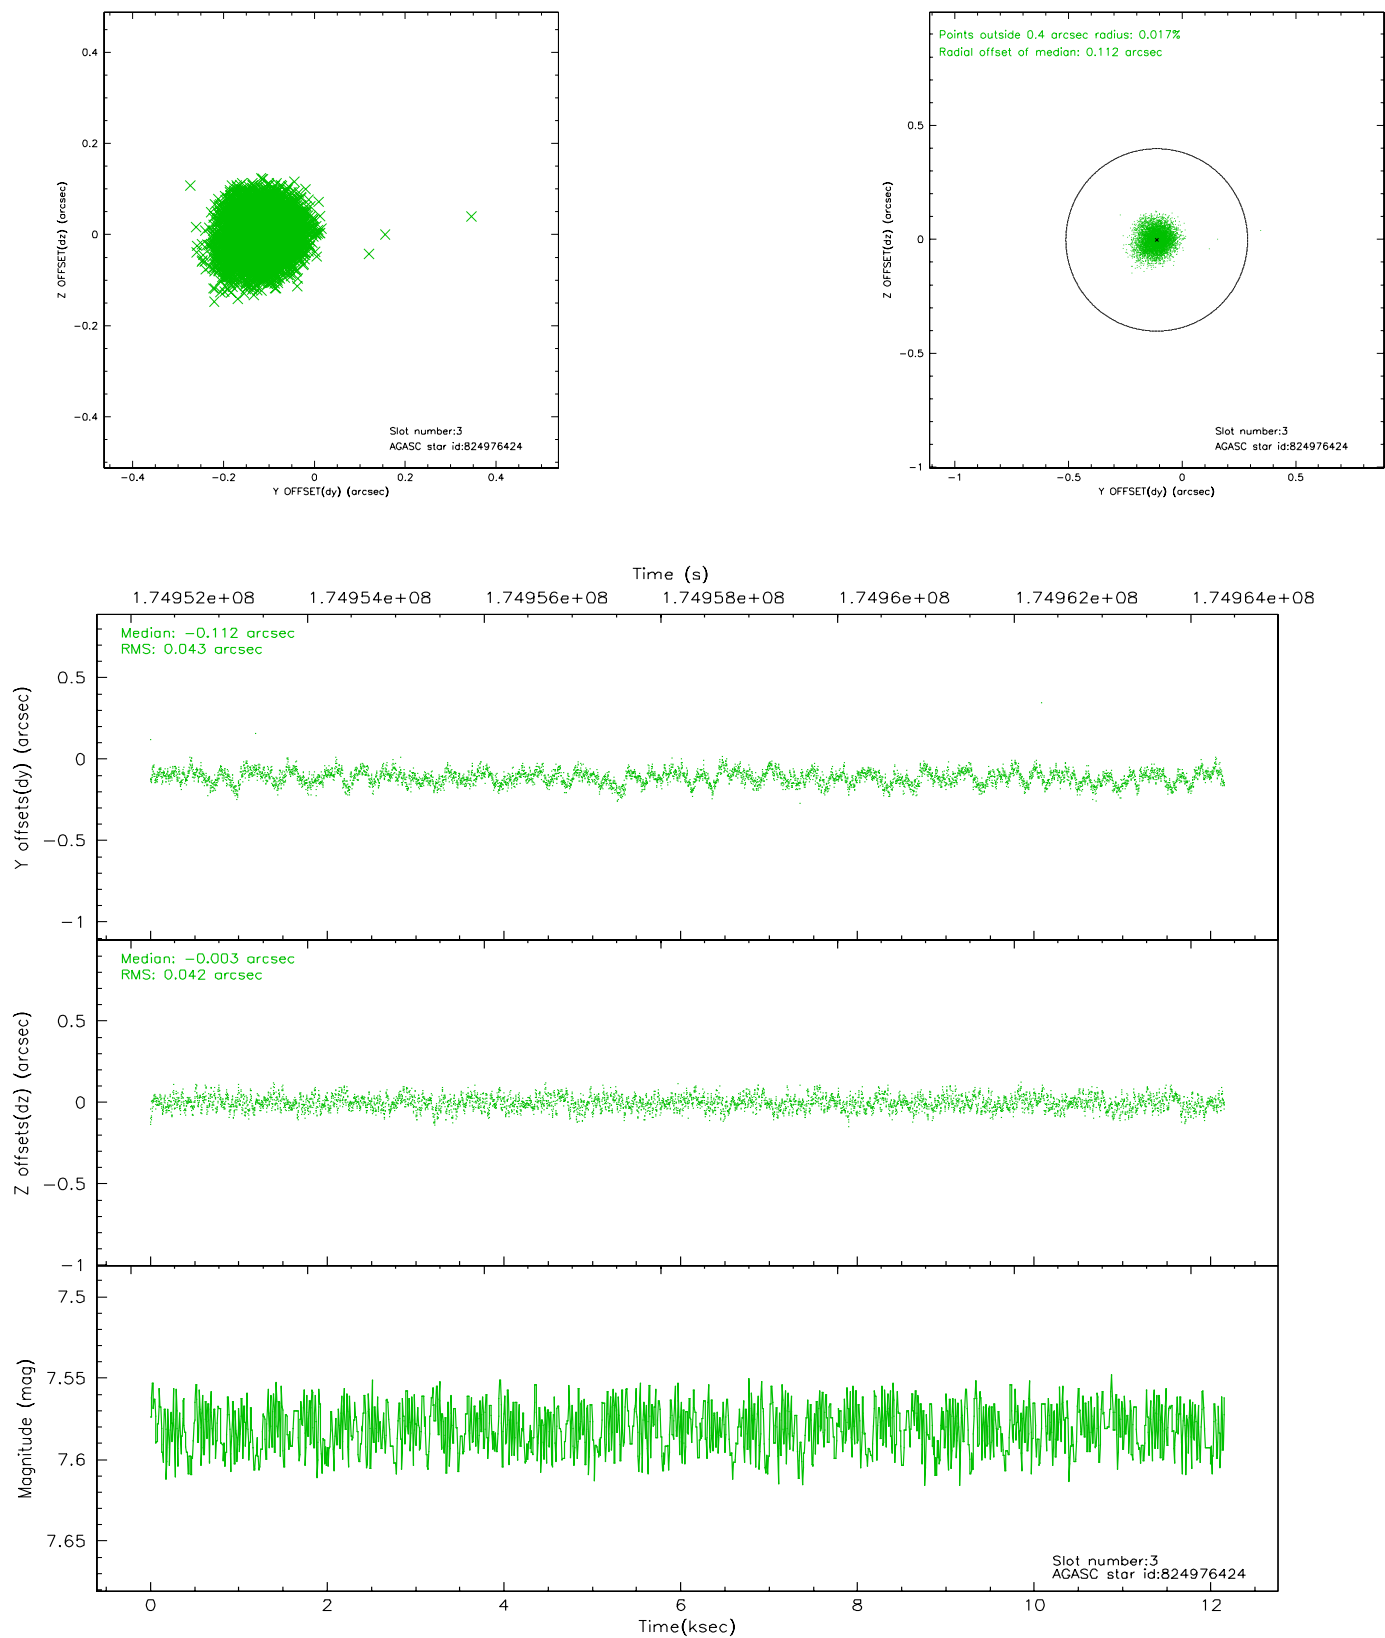 0.4
0.2
0
−0.2
−0.4
Z OFFSET(dz) (arcsec)
Slot number:3
AGASC star id:824976424
−0.4 −0.2 0 0.2 0.4
Y OFFSET(dy) (arcsec)
Points outside 0.4 arcsec radius: 0.017%
Radial offset of median: 0.112 arcsec
0.5
0
−0.5
−1
Z OFFSET(dz) (arcsec)
Slot number:3
AGASC star id:824976424
−1 −0.5 0 0.5
Y OFFSET(dy) (arcsec)
Time (s)
1.74952e+08 1.74954e+08 1.74956e+08 1.74958e+08 1.7496e+08 1.74962e+08 1.74964e+08
Median: −0.112 arcsec
RMS: 0.043 arcsec
0.5
0
−0.5
−1
Y offsets(dy) (arcsec)
Median: −0.003 arcsec
RMS: 0.042 arcsec
0.5
0
−0.5
−1
Z offsets(dz) (arcsec)
7.5
7.55
7.6
7.65
Magnitude (mag)
Slot number:3
AGASC star id:824976424
0 2 4 6 8 10 12
Time(ksec)